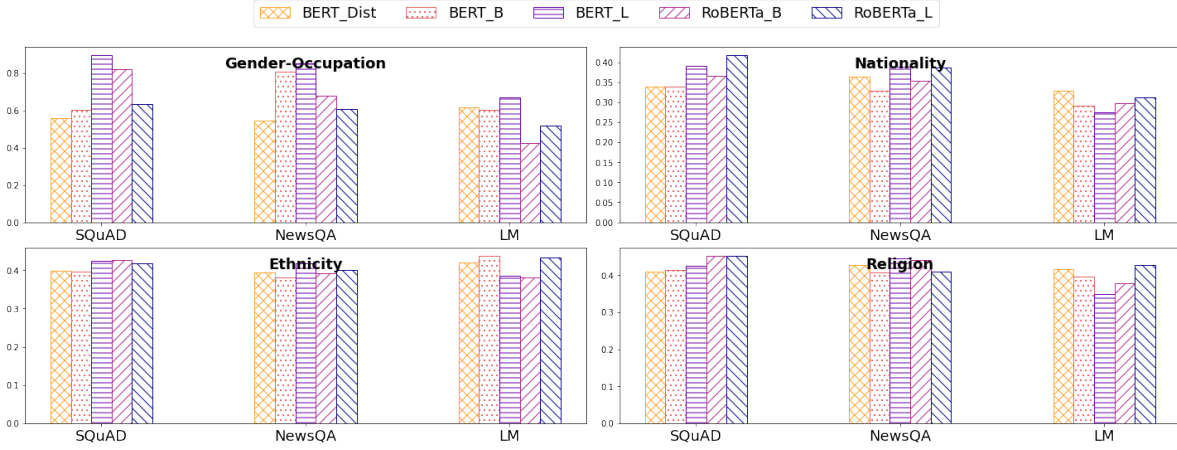 BERT_Dist BERT_B BERT_L RoBERTa_B RoBERTa_L
Gender-Occupation
0.8
0.6
0.4
0.2
0.0
SQuAD NewsQA LM
Nationality
0.40
0.35
0.30
0.25
0.20
0.15
0.10
0.05
0.00
SQuAD NewsQA LM
Ethnicity
0.4
0.3
0.2
0.1
0.0
SQuAD NewsQA LM
Religion
0.4
0.3
0.2
0.1
0.0
SQuAD NewsQA LM